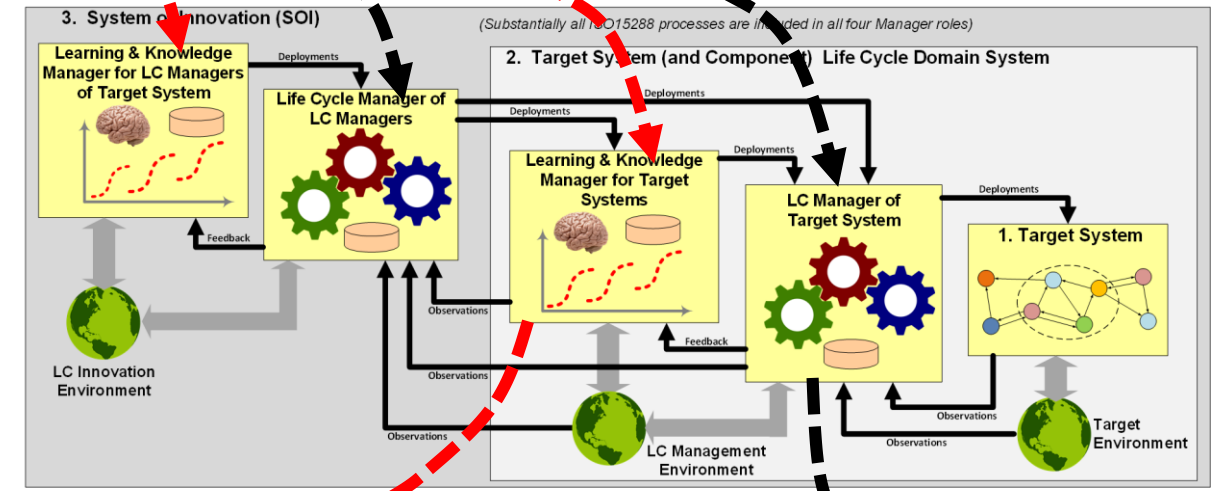 3. System of Innovation (SOI)
(Substantially all ISO15288 processes are included in all four Manager roles)
2. Target System (and Component) Life Cycle Domain System
Learning & Knowledge
Manager for LC Managers
of Target System
Deployments
Life Cycle Manager of
LC Managers
Deployments
Deployments
Learning & Knowledge
Manager for Target
Systems
Deployments
LC Manager of
Target System
Deployments
1. Target System
Feedback
Observations
Feedback
Observations
Observations
Observations
Observations
LC Innovation
Environment
LC Management
Environment
Target
Environment